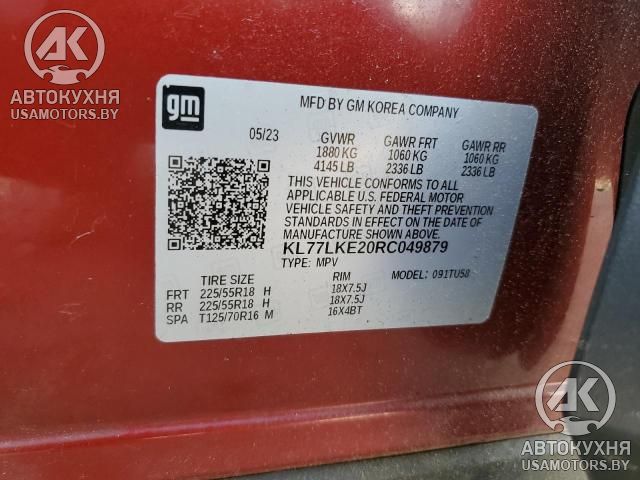 AK
АВТОКУХНЯ
USAMOTORS.BY
gm
MFD BY GM KOREA COMPANY
05/23 GVWR GAWR FRT GAWR RR
1880 KG 1060 KG 1060 KG
4145 LB 2336 LB 2336 LB
THIS VEHICLE CONFORMS TO ALL
APPLICABLE U.S. FEDERAL MOTOR
VEHICLE SAFETY AND THEFT PREVENTION
STANDARDS IN EFFECT ON THE DATE OF
MANUFACTURE SHOWN ABOVE.
KL77LKE20RC049879
TYPE: MPV MODEL: 091TU58
TIRE SIZE RIM
FRT 225/55R18 H 18X7.5J
RR 225/55R18 H 18X7.5J
SPA T125/70R16 M 16X4BT
AK
АВТОКУХНЯ
USAMOTORS.BY